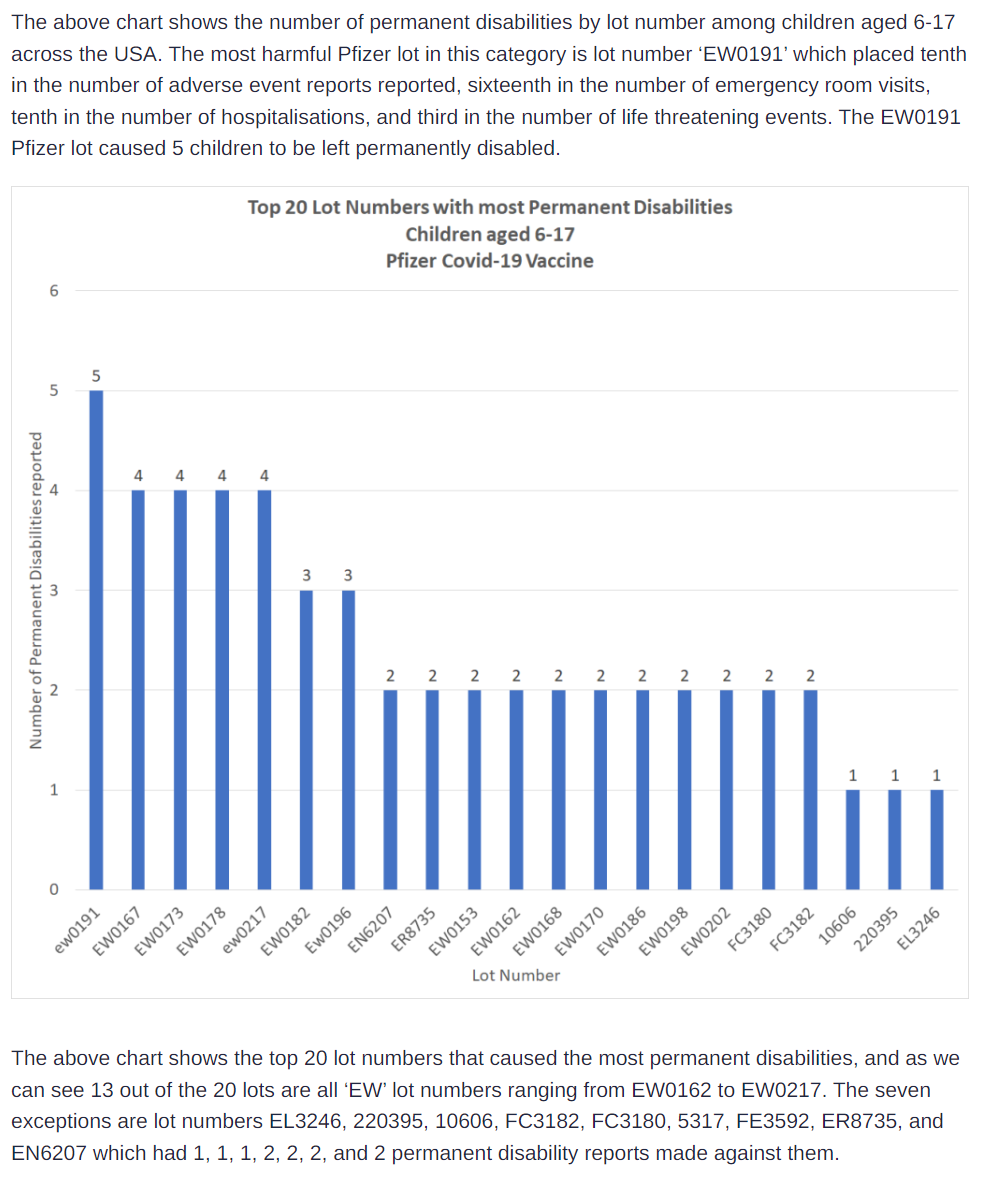 The above chart shows the number of permanent disabilities by lot number among children aged 6-17
across the USA. The most harmful Pfizer lot in this category is lot number ‘EW0191’ which placed tenth
in the number of adverse event reports reported, sixteenth in the number of emergency room visits,
tenth in the number of hospitalisations, and third in the number of life threatening events. The EW0191
Pfizer lot caused 5 children to be left permanently disabled.
Top 20 Lot Numbers with most Permanent Disabilities
Children aged 6-17
Pfizer Covid-19 Vaccine
Number of Permanent Disabilities reported
6
5
4
3
2
1
0
5
4
4
4
4
3
3
2
2
2
2
2
2
2
2
2
2
2
1
1
1
ew0191
EW0167
EW0173
EW0178
ew0217
EW0182
Ew0196
EN6207
ER8735
EW0153
EW0162
EW0168
EW0170
EW0186
EW0198
EW0202
FC3180
FC3182
10606
220395
EL3246
Lot Number
The above chart shows the top 20 lot numbers that caused the most permanent disabilities, and as we
can see 13 out of the 20 lots are all ‘EW’ lot numbers ranging from EW0162 to EW0217. The seven
exceptions are lot numbers EL3246, 220395, 10606, FC3182, FC3180, 5317, FE3592, ER8735, and
EN6207 which had 1, 1, 1, 2, 2, 2, and 2 permanent disability reports made against them.